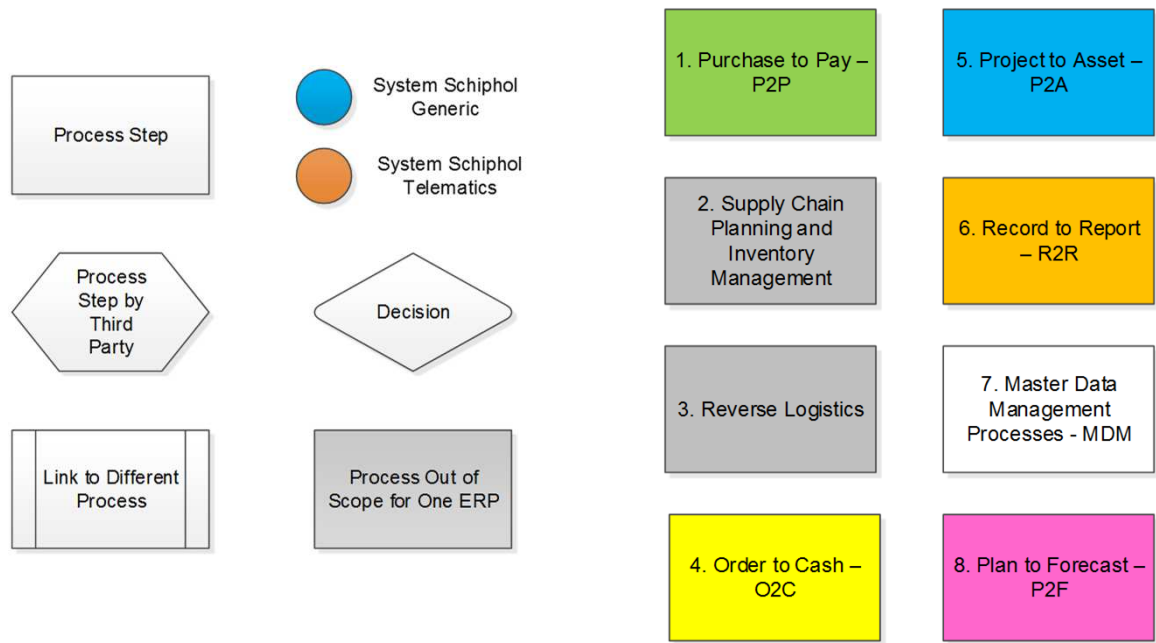 Process Step
System Schiphol
Generic
System Schiphol
Telematics
Process
Step by
Third
Party
Decision
Link to Different
Process
Process Out of
Scope for One ERP
1. Purchase to Pay –
P2P
5. Project to Asset –
P2A
2. Supply Chain
Planning and
Inventory
Management
6. Record to Report
– R2R
3. Reverse Logistics
7. Master Data
Management
Processes - MDM
4. Order to Cash –
O2C
8. Plan to Forecast –
P2F